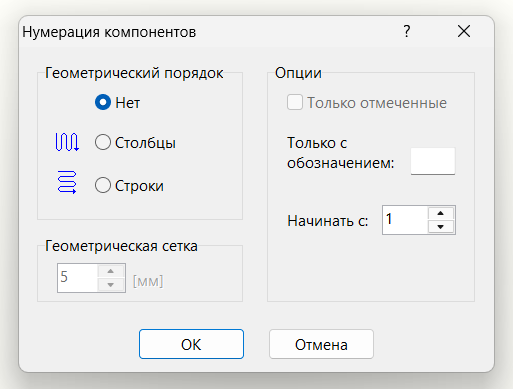 Нумерация компонентов
?
Геометрический порядок
Нет
Столбцы
Строки
Геометрическая сетка
5
[мм]
Опции
Только отмеченные
Только с
обозначением:
Начинать с:
1
OK
Отмена